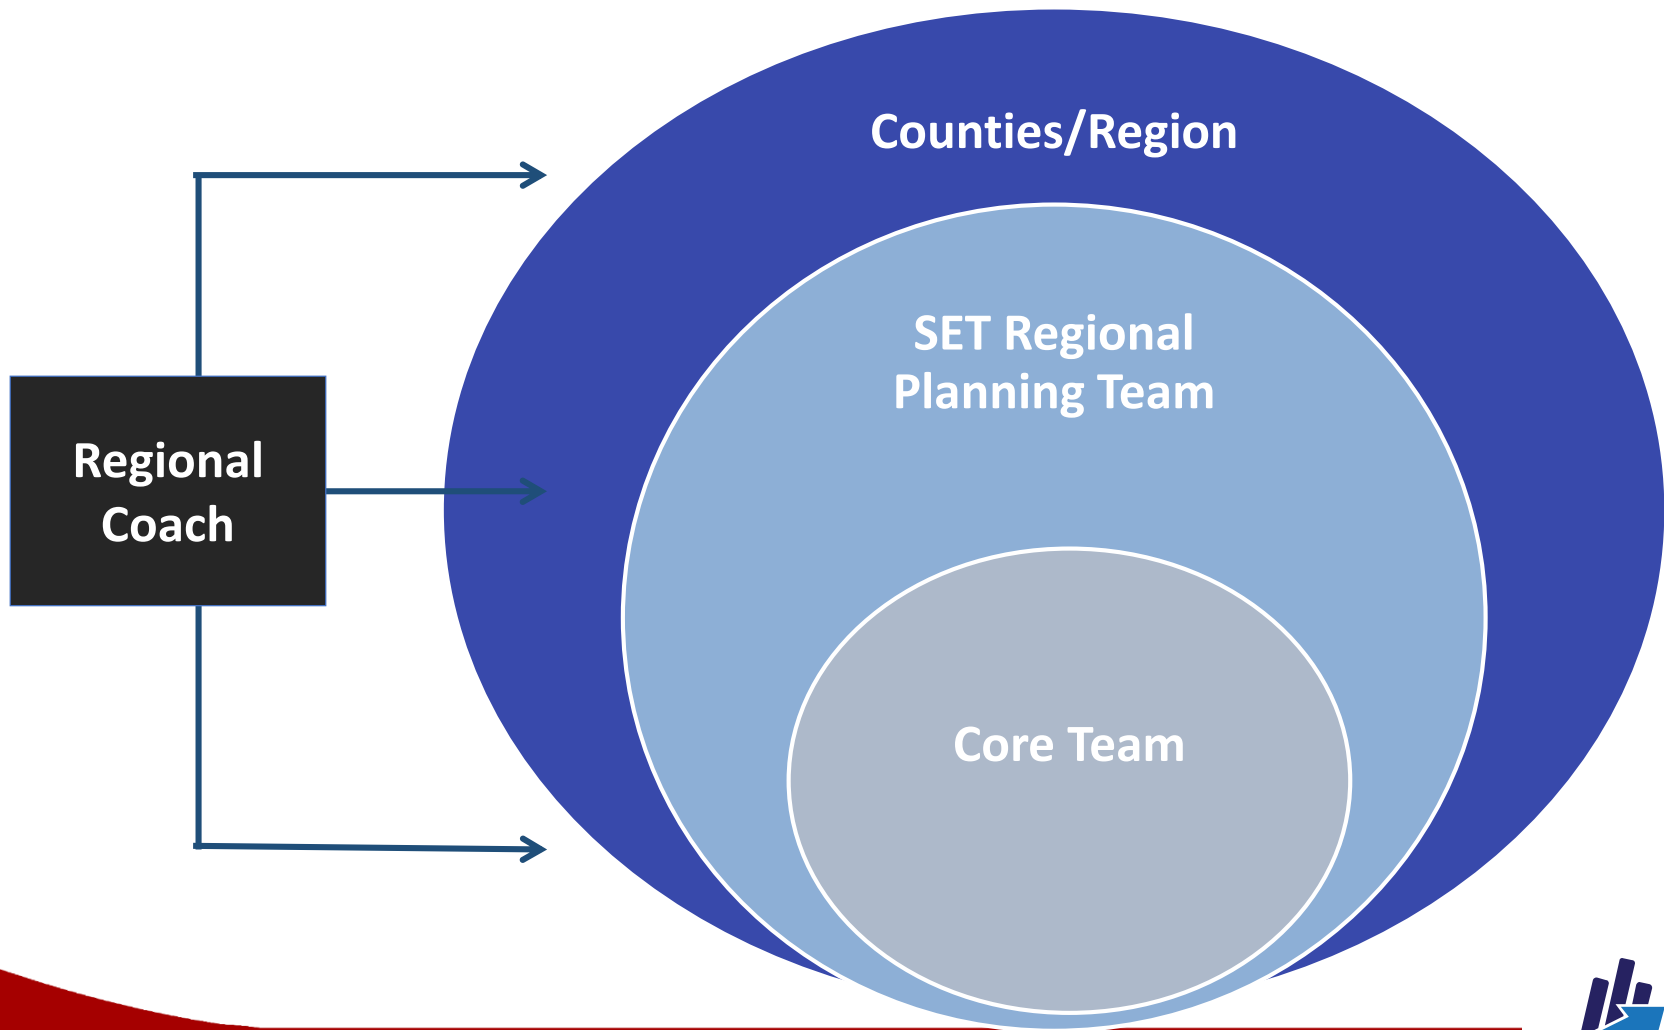 Counties/Region
SET Regional
Planning Team
Regional
Coach
Core Team